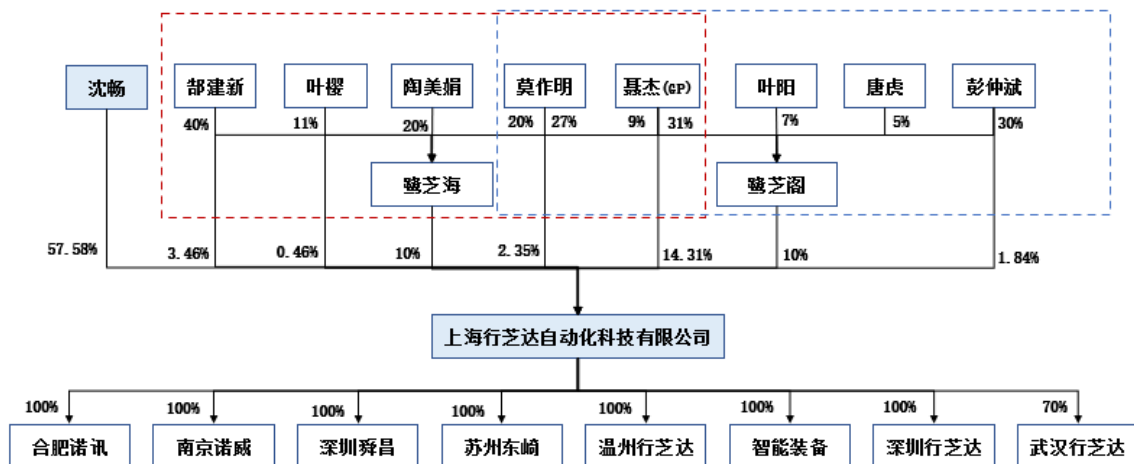 沈畅
郜建新
叶樱
陶美娟
莫作明
聂杰(GP)
叶阳
唐虎
彭仲斌
40%
11%
20%
20%
27%
9%
31%
7%
5%
30%
鹭芝海
鹭芝阁
57.58%
3.46%
0.46%
10%
2.35%
14.31%
10%
1.84%
上海行芝达自动化科技有限公司
100%
100%
100%
100%
100%
100%
100%
70%
合肥诺讯
南京诺威
深圳舜昌
苏州东崎
温州行芝达
智能装备
深圳行芝达
武汉行芝达